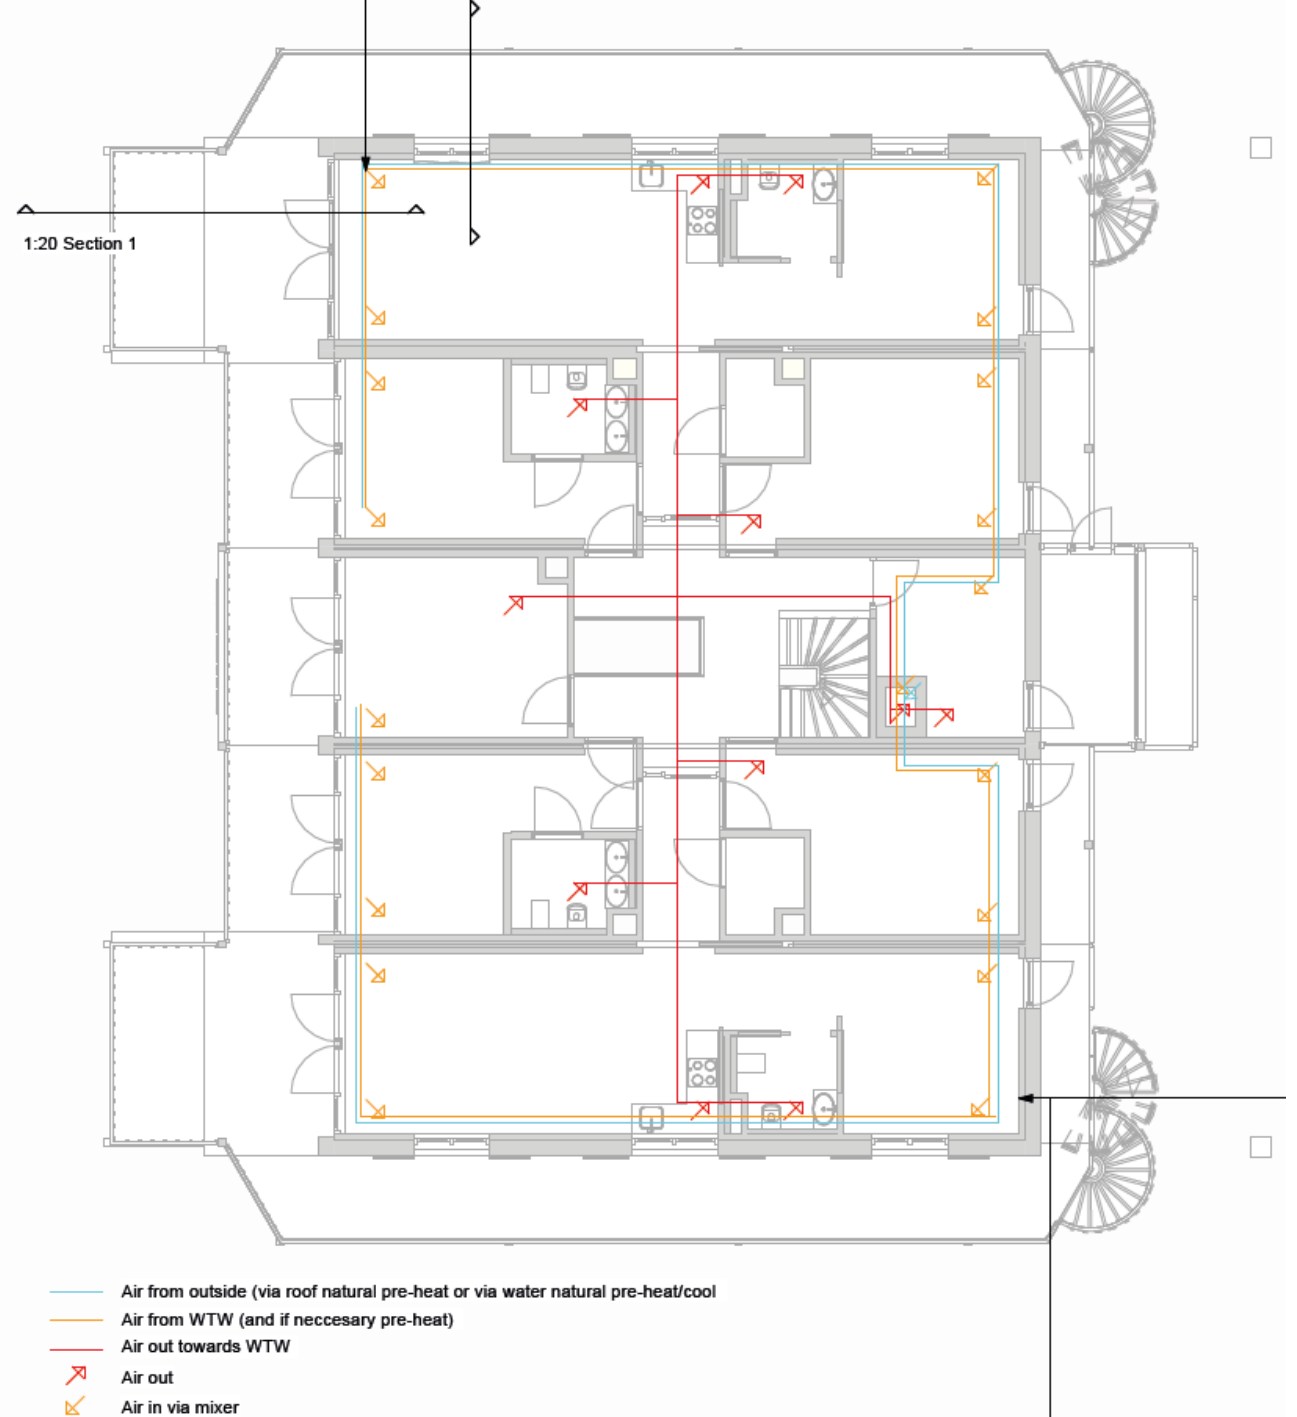 1:20 Section 1
Air from outside (via roof natural pre-heat or via water natural pre-heat/cool
Air from WTW (and if neccesary pre-heat)
Air out towards WTW
Air out
Air in via mixer